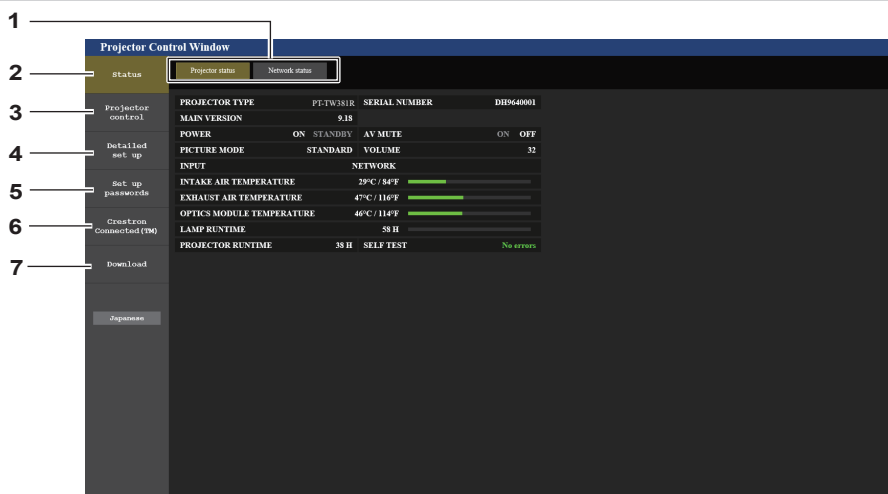 1
Projector Control Window
2
Status
Projector status Network status
3
Projector
control
PROJECTOR TYPE PT-TW381R SERIAL NUMBER DH9640001
MAIN VERSION 9.18
POWER ON STANDBY AV MUTE ON OFF
4
Detailed
set up
PICTURE MODE STANDARD VOLUME 32
INPUT NETWORK
5
Set up
passwords
INTAKE AIR TEMPERATURE 29°C / 84°F
EXHAUST AIR TEMPERATURE 47°C / 116°F
OPTICS MODULE TEMPERATURE 46°C / 114°F
6
Crestron
Connected(TM)
LAMP RUNTIME 58 H
PROJECTOR RUNTIME 38 H SELF TEST No errors
7
Download
Japanese